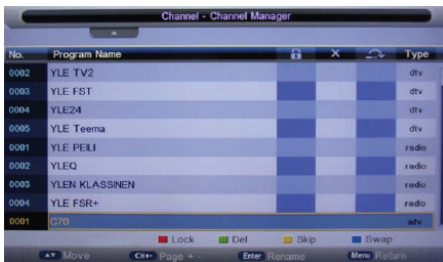 Channel - Channel Manager
No. Program Name Type
0002 YLE TV2 dtv
0003 YLE FST dtv
0004 YLE24 dtv
0005 YLE Teema dtv
0001 YLE PEILI radio
0002 YLEQ radio
0003 YLEN KLASSINEN radio
0004 YLE FSR+ radio
0001 C70 atv
Lock Del Skip Swap
Move CH+- Page + - Enter Rename Menu Return